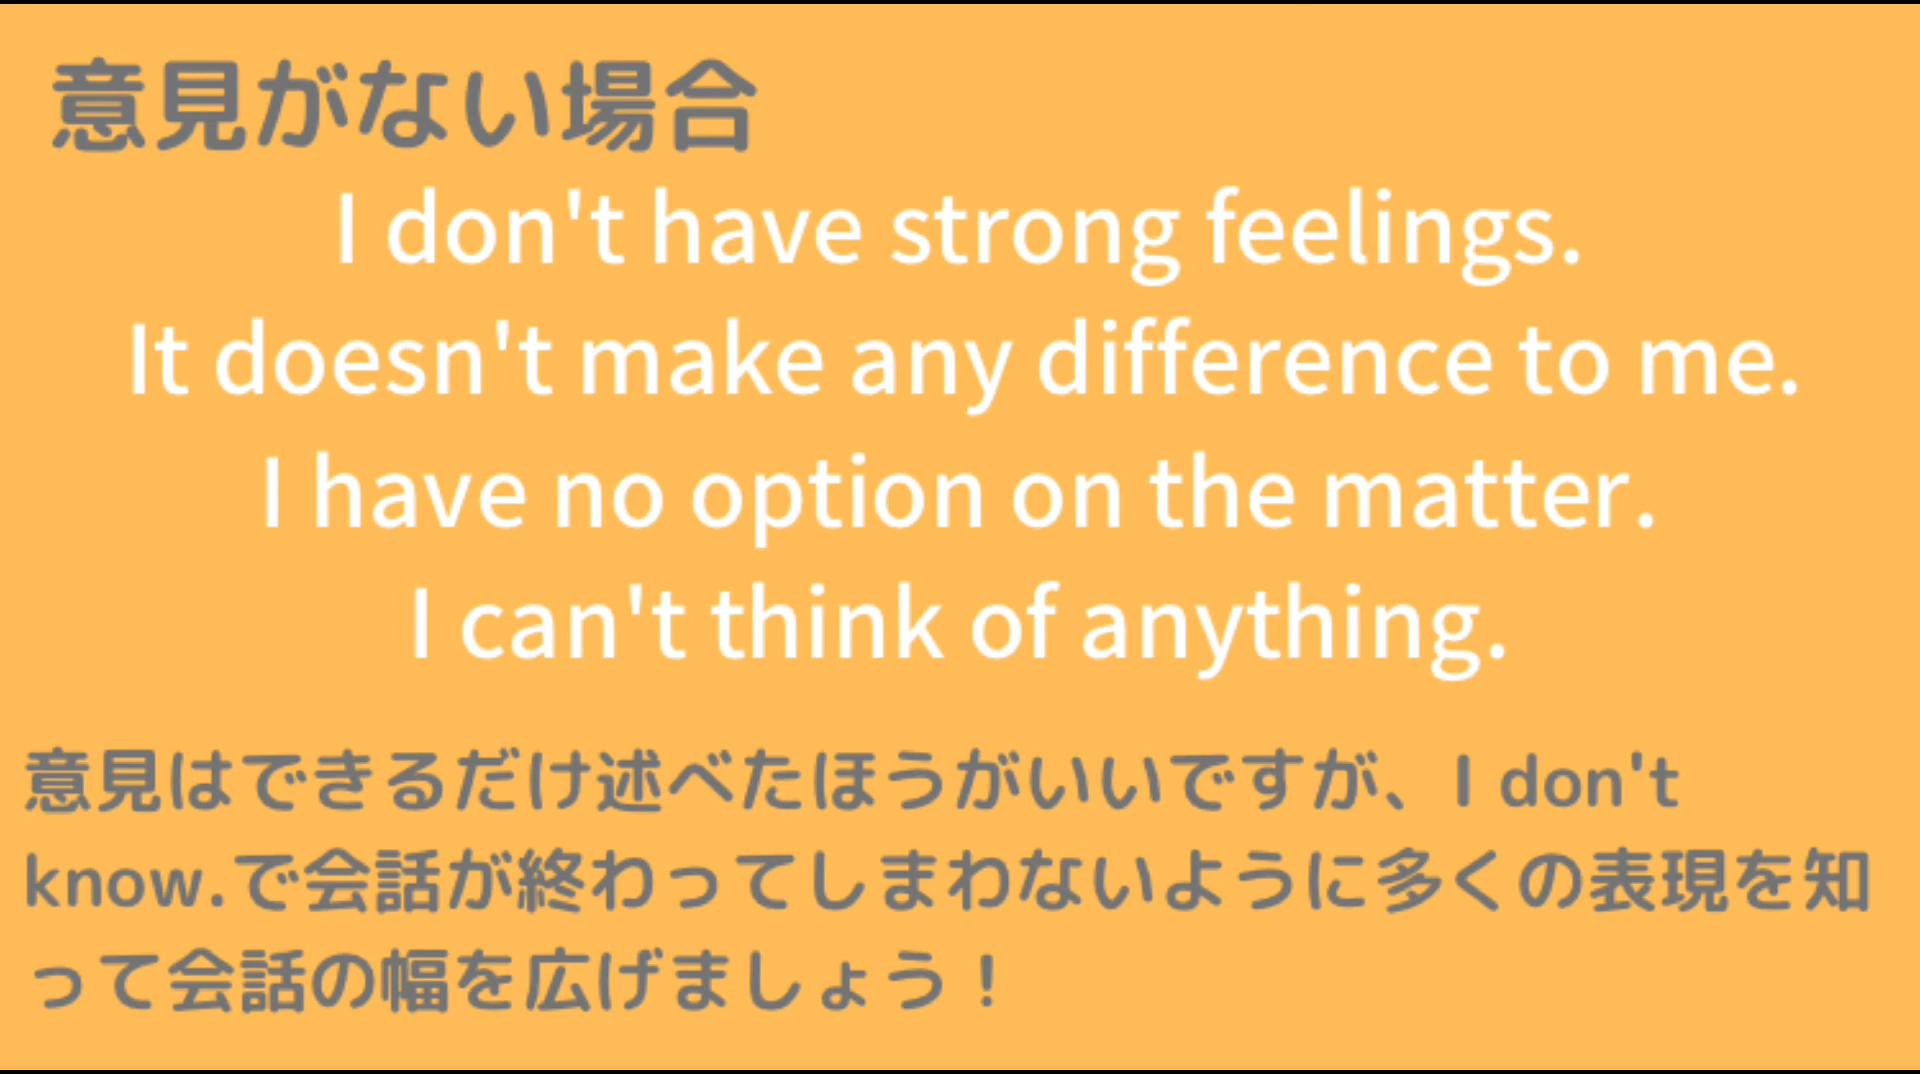 意見がない場合
I don't have strong feelings.
It doesn't make any difference to me.
I have no option on the matter.
I can't think of anything.
意見はできるだけ述べたほうがいいですが、I don't
know.で会話が終わってしまわないように多くの表現を知
って会話の幅を広げましょう！